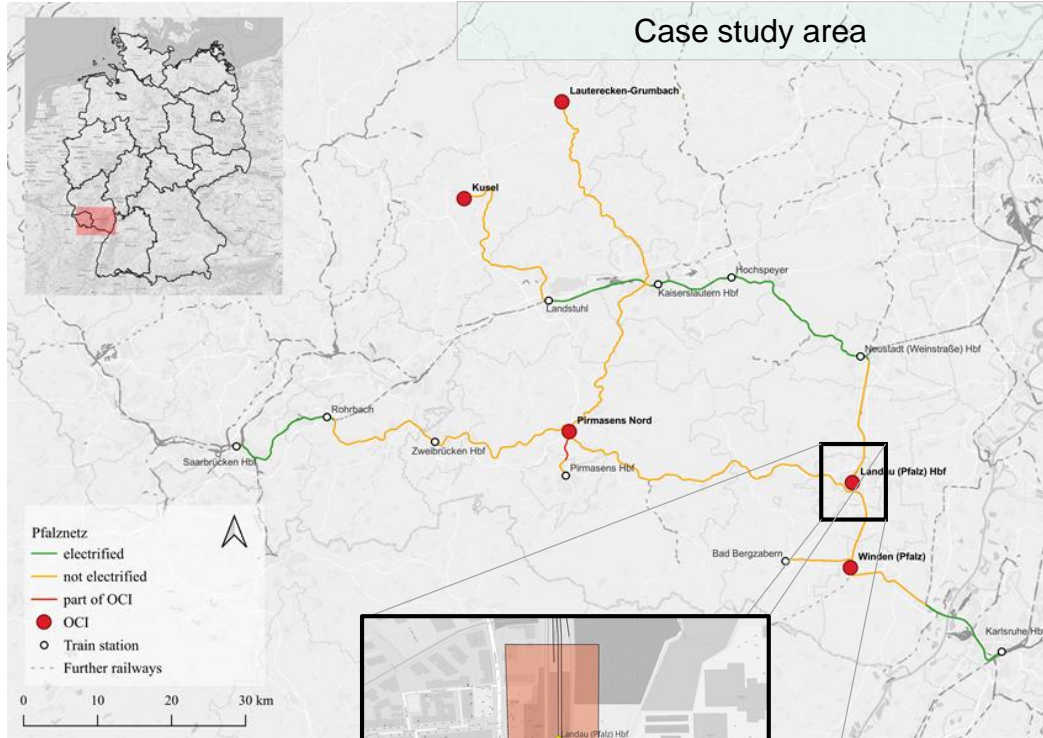 Case study area
Lauterecken-Grumbach
Kusel
Hochspeyer
Kaiserslautern Hbf
Landstuhl
Neustadt (Weinstraße) Hbf
Rohrbach
Pirmasens Nord
Zweibrücken Hbf
Saarbrücken Hbf
Pirmasens Hbf
Landau (Pfalz) Hbf
Bad Bergzabern
Winden (Pfalz)
Karlsruhe Hbf
Pfalznetz
electrified
not electrified
part of OCI
OCI
Train station
Further railways
0 10 20 30 km
Landau (Pfalz) Hbf